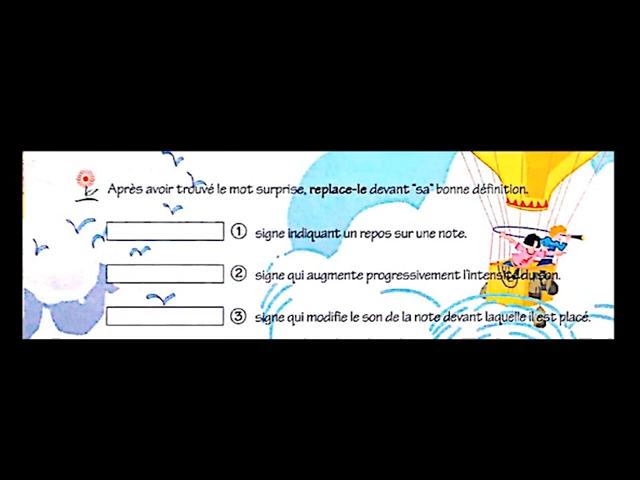 Après avoir trouvé le mot surprise, replace-le devant "sa" bonne définition.
① signe indiquant un repos sur une note.
② signe qui augmente progressivement l'intensité du son.
③ signe qui modifie le son de la note devant laquelle il est placé.